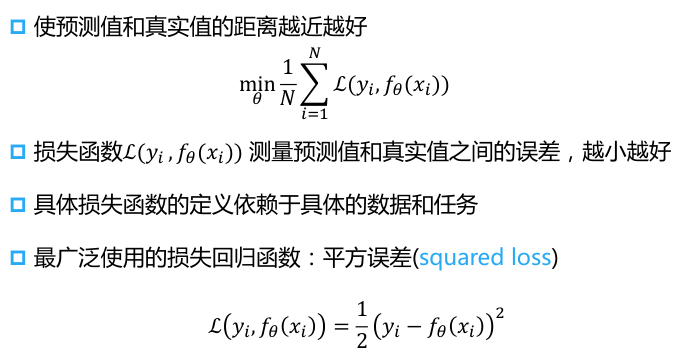 使预测值和真实值的距离越近越好
$\min_{\theta} \frac{1}{N} \sum_{i=1}^{N} \mathcal{L}(y_i, f_\theta(x_i))$
损失函数$\mathcal{L}(y_i, f_\theta(x_i))$ 测量预测值和真实值之间的误差，越小越好
具体损失函数的定义依赖于具体的数据和任务
最广泛使用的损失回归函数：平方误差(squared loss)
$\mathcal{L}(y_i, f_\theta(x_i)) = \frac{1}{2}(y_i - f_\theta(x_i))^2$